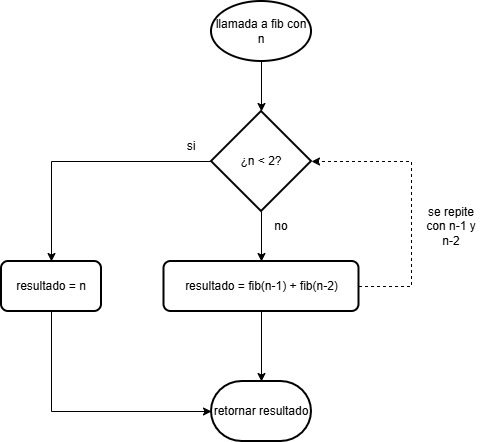 llamada a fib con
n
si
¿n < 2?
no
se repite
con n-1 y
n-2
resultado = n
resultado = fib(n-1) + fib(n-2)
retornar resultado